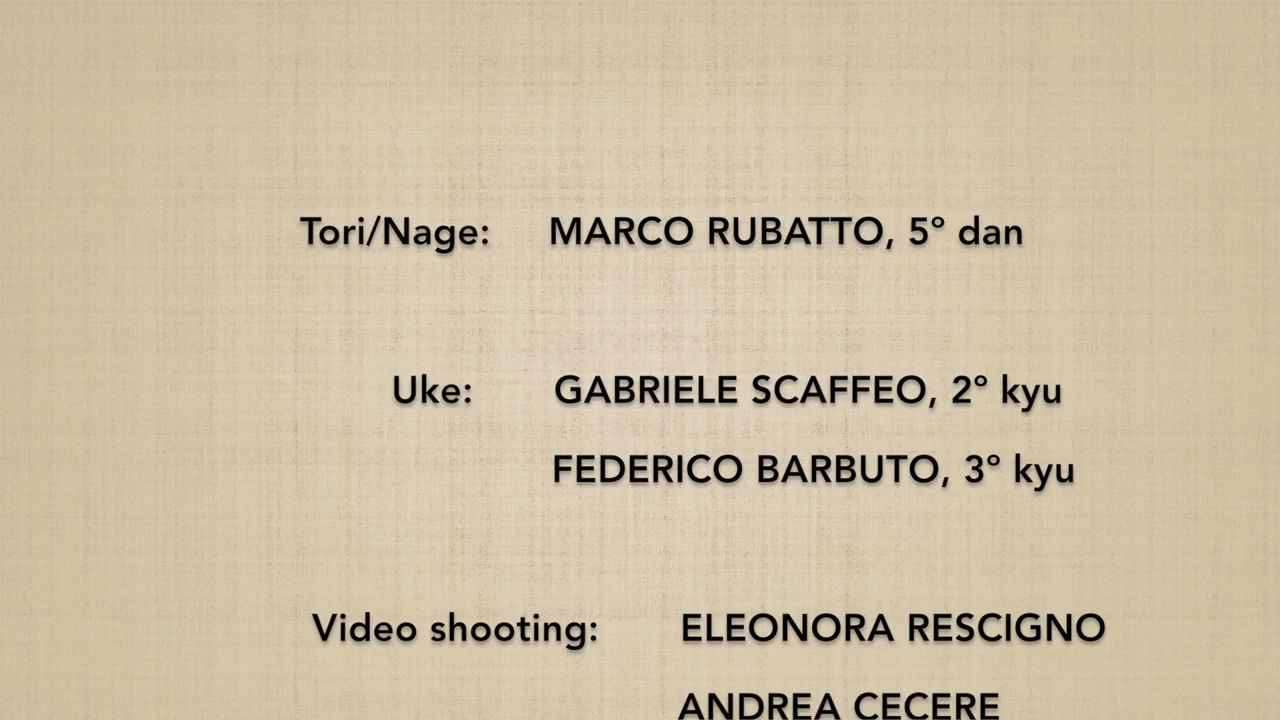 Tori/Nage: MARCO RUBATTO, 5° dan
Uke: GABRIELE SCAFFEO, 2° kyu
FEDERICO BARBUTO, 3° kyu
Video shooting: ELEONORA RESCIGNO
ANDREA CECERE